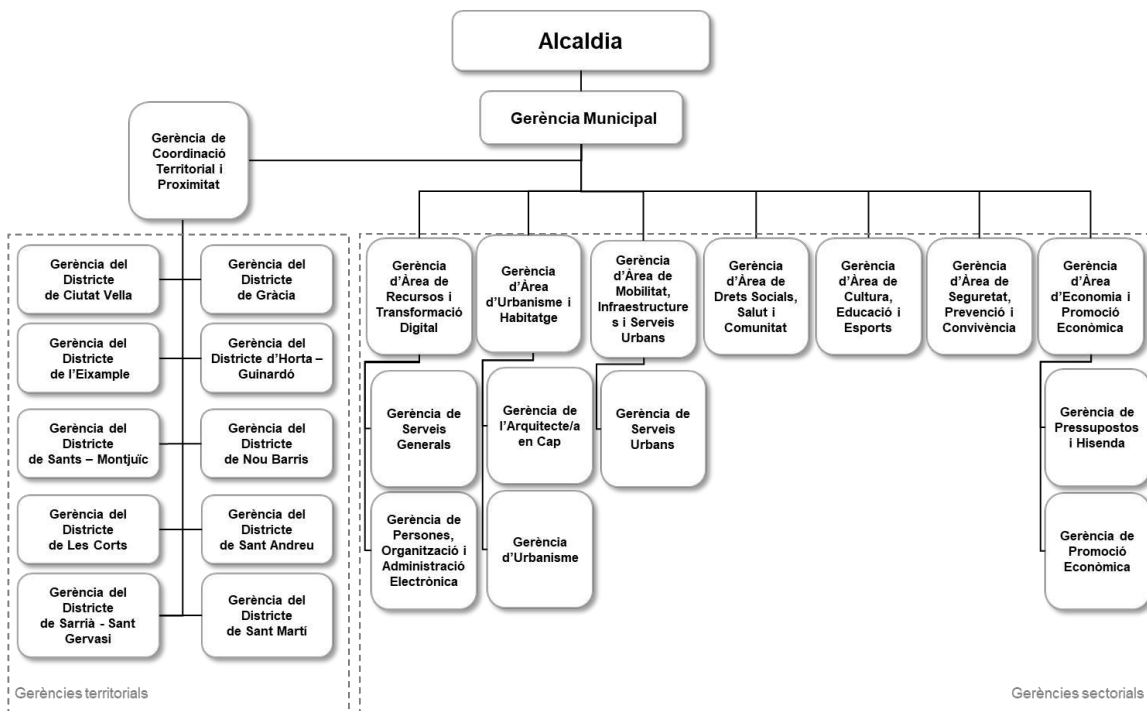 Alcaldia
Gerència Municipal
Gerència de
Coordinació
Territorial i
Proximitat
Gerència del
Districte
de Ciutat Vella
Gerència del
Districte
de Gràcia
Gerència del
Districte
de l’Eixample
Gerència del
Districte d’Horta –
Guinardó
Gerència del
Districte
de Sants – Montjuïc
Gerència del
Districte
de Nou Barris
Gerència del
Districte
de Les Corts
Gerència del
Districte
de Sant Andreu
Gerència del
Districte
de Sarrià - Sant
Gervasi
Gerència del
Districte
de Sant Martí
Gerències territorials
Gerència
d’Àrea de
Recursos i
Transformació
Digital
Gerència
d’Àrea
d’Urbanisme i
Habitatge
Gerència
d’Àrea de
Mobilitat,
Infraestructure
s i Serveis
Urbans
Gerència
d’Àrea de
Drets Socials,
Salut i
Comunitat
Gerència
d’Àrea de
Cultura,
Educació i
Esports
Gerència
d’Àrea de
Seguretat,
Prevenció i
Convivència
Gerència
d’Àrea
d’Economia i
Promoció
Econòmica
Gerència de
Serveis
Generals
Gerència de
l’Arquitecte/a
en Cap
Gerència de
Serveis
Urbans
Gerència de
Pressupostos
i Hisenda
Gerència de
Persones,
Organització i
Administració
Electrònica
Gerència
d’Urbanisme
Gerència de
Promoció
Econòmica
Gerències sectorials